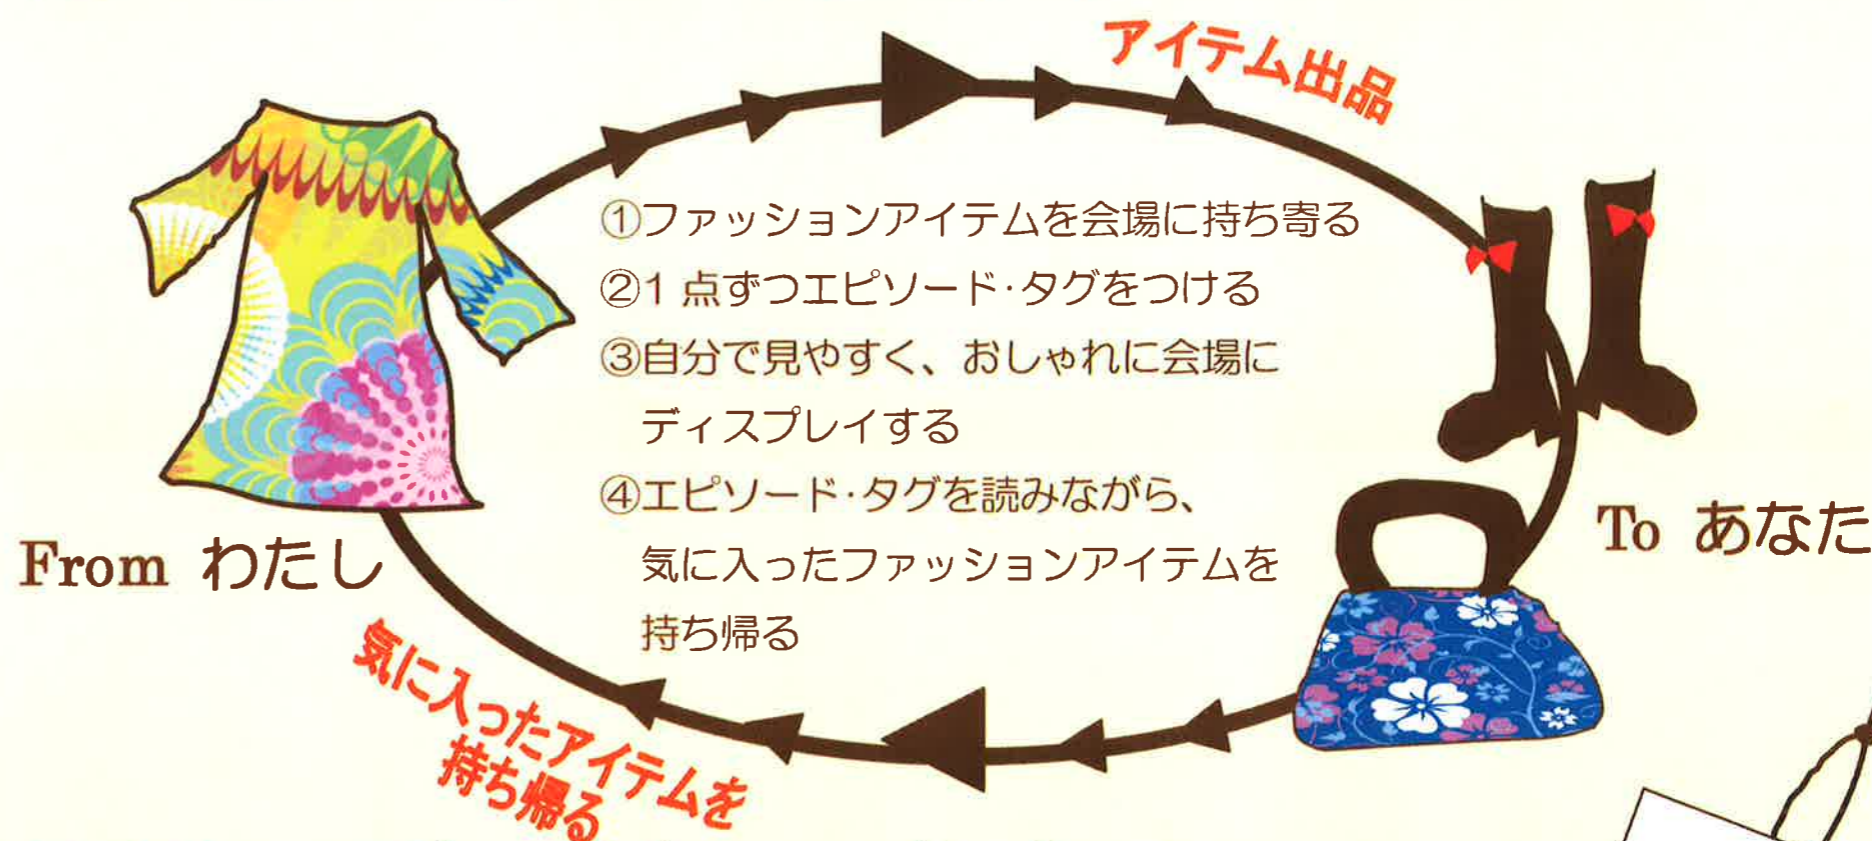 アイテム出品
①ファッションアイテムを会場に持ち寄る
②1 点ずつエピソード・タグをつける
③自分で見やすく、おしゃれに会場に
ディスプレイする
④エピソード・タグを読みながら、
気に入ったファッションアイテムを
持ち帰る
From わたし
To あなた
気に入ったアイテムを
持ち帰る